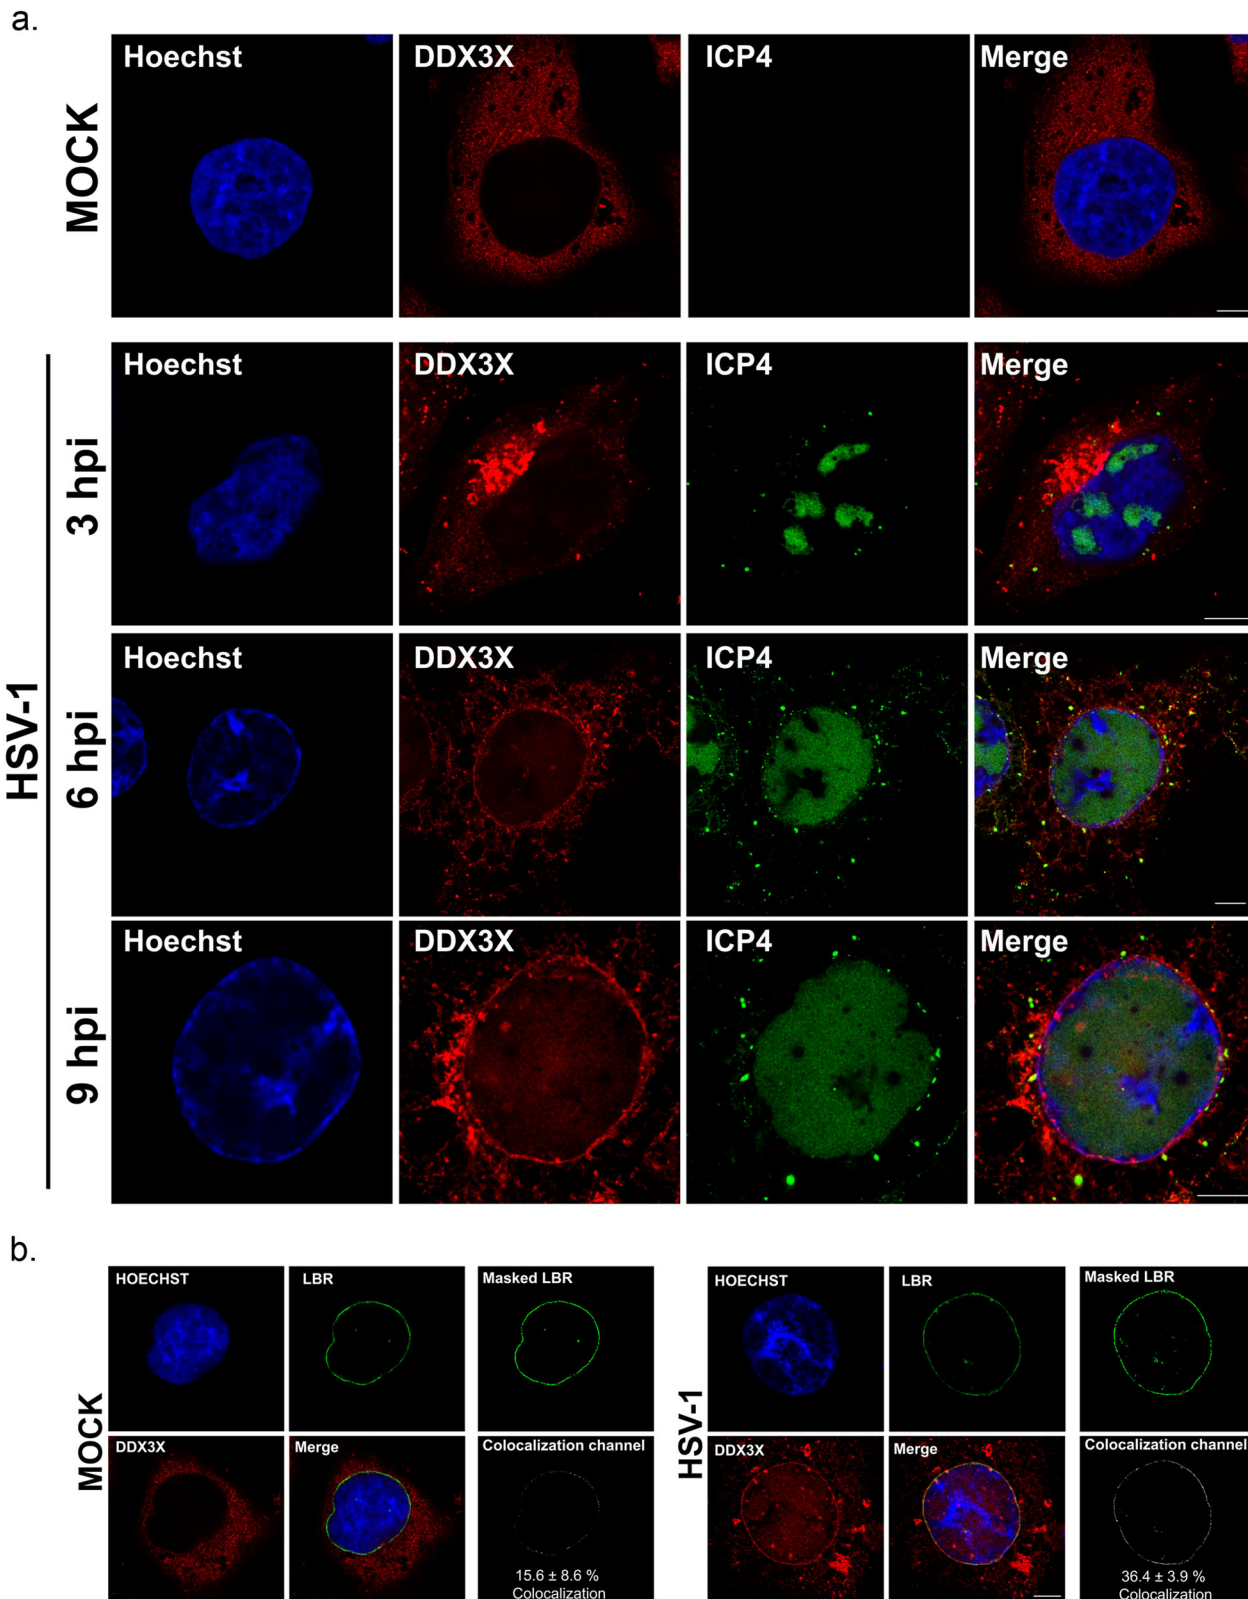 a.
MOCK
Hoechst DDX3X ICP4 Merge
HSV-1
3 hpi
Hoechst DDX3X ICP4 Merge
6 hpi
Hoechst DDX3X ICP4 Merge
9 hpi
Hoechst DDX3X ICP4 Merge
b.
MOCK
HOECHST LBR Masked LBR
DDX3X Merge Colocalization channel
15.6 ± 8.6 %
Colocalization
HSV-1
HOECHST LBR Masked LBR
DDX3X Merge Colocalization channel
36.4 ± 3.9 %
Colocalization